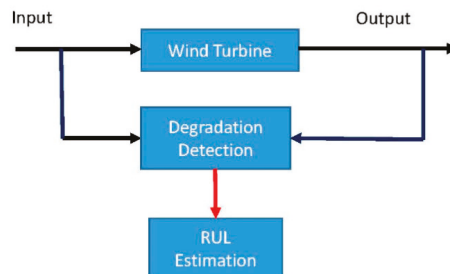 Input
Output
Wind Turbine
Degradation
Detection
RUL
Estimation